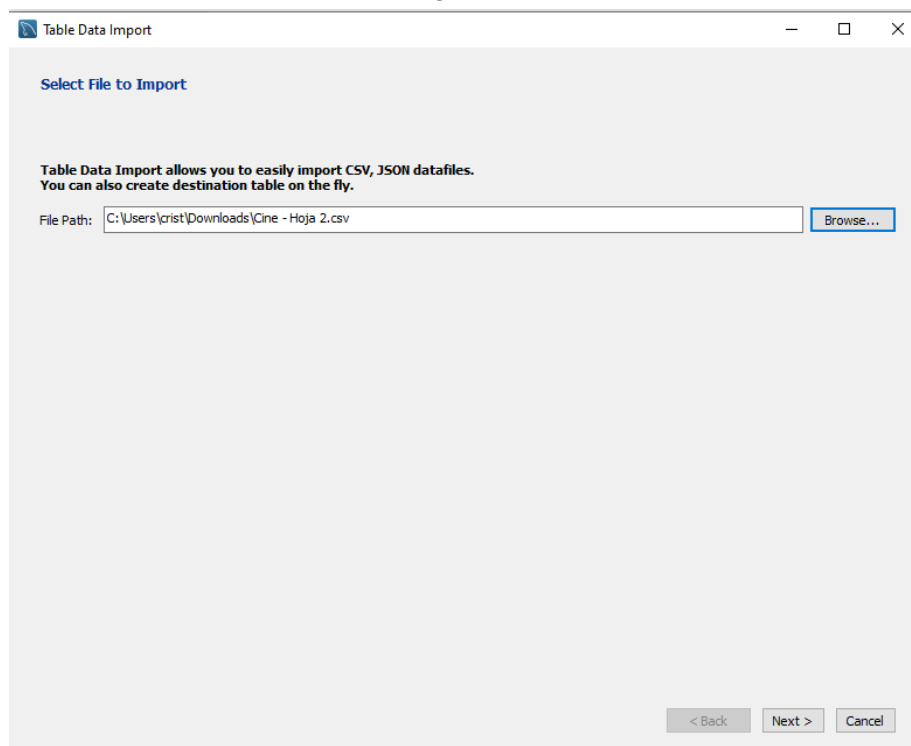 Table Data Import
Select File to Import
Table Data Import allows you to easily import CSV, JSON datafiles.
You can also create destination table on the fly.
File Path: C:\Users\crist\Downloads\Cine - Hoja 2.csv Browse...
< Back Next > Cancel